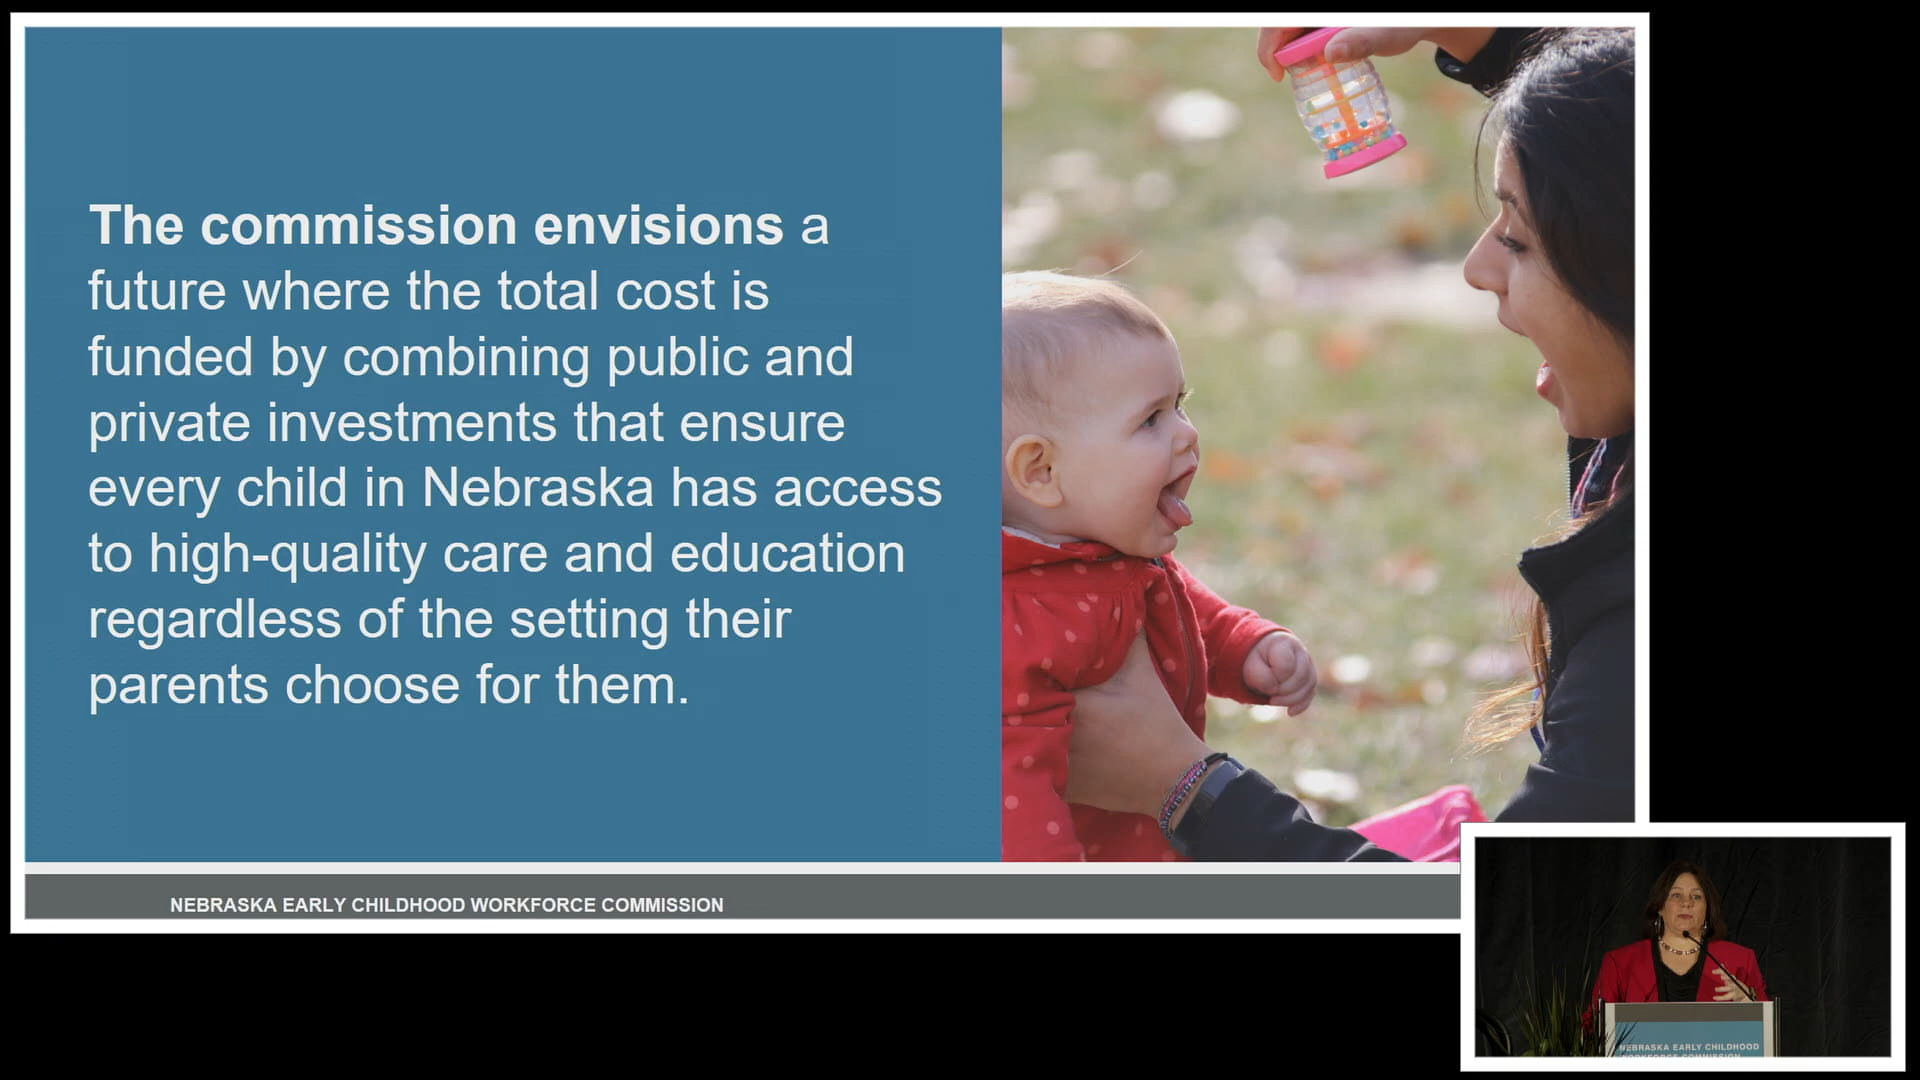 The commission envisions a
future where the total cost is
funded by combining public and
private investments that ensure
every child in Nebraska has access
to high-quality care and education
regardless of the setting their
parents choose for them.
NEBRASKA EARLY CHILDHOOD WORKFORCE COMMISSION
NEBRASKA EARLY CHILDHOOD
WORKFORCE COMMISSION